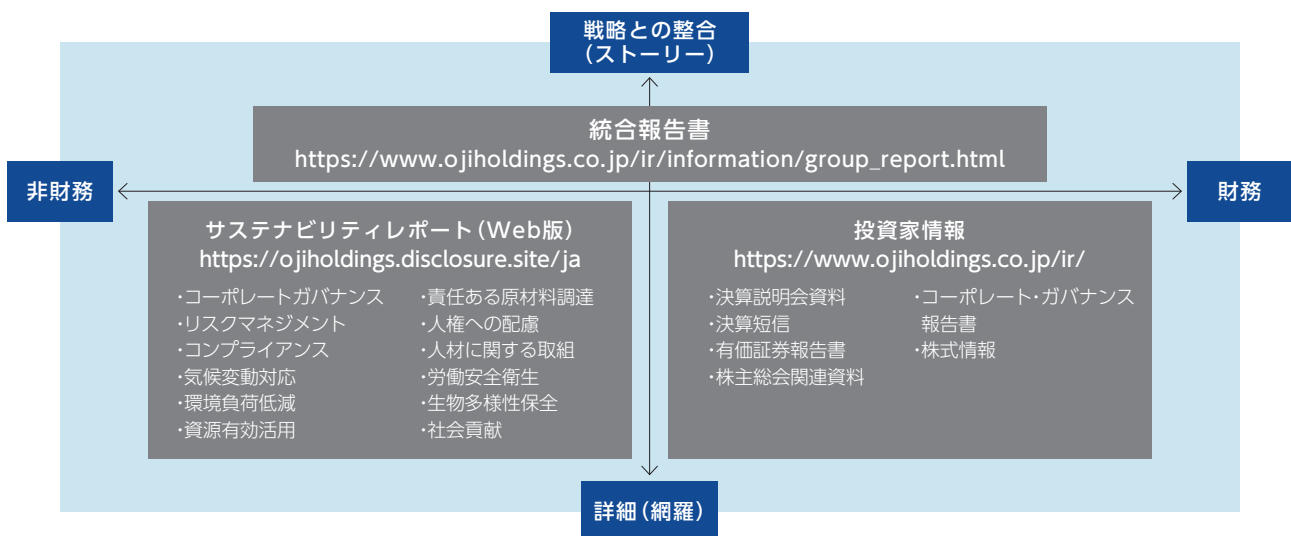 戦略との整合
(ストーリー)
統合報告書
https://www.ojiholdings.co.jp/ir/information/group_report.html
非財務
財務
サステナビリティレポート(Web版)
https://ojiholdings.disclosure.site/ja
・コーポレートガバナンス
・リスクマネジメント
・コンプライアンス
・気候変動対応
・環境負荷低減
・資源有効活用
・責任ある原材料調達
・人権への配慮
・人材に関する取組
・労働安全衛生
・生物多様性保全
・社会貢献
投資家情報
https://www.ojiholdings.co.jp/ir/
・決算説明会資料
・決算短信
・有価証券報告書
・株主総会関連資料
・コーポレート・ガバナンス
報告書
・株式情報
詳細(網羅)